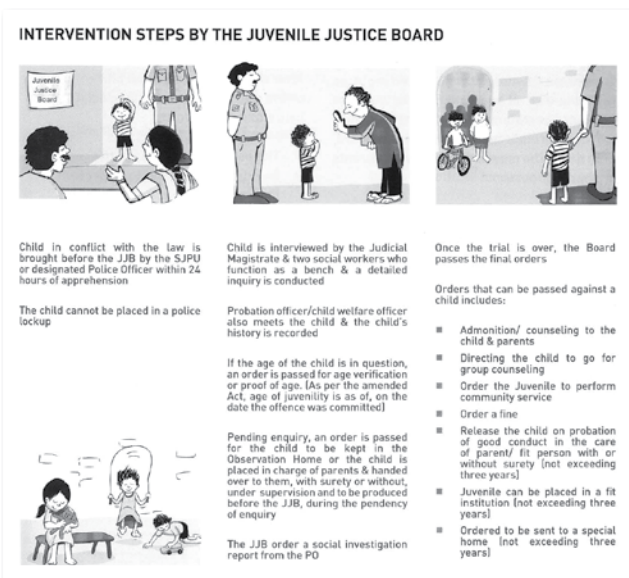 INTERVENTION STEPS BY THE JUVENILE JUSTICE BOARD
Juvenile
Justice
Board
Child in conflict with the law is
brought before the JJB by the SJPU
or designated Police Officer within 24
hours of apprehension
The child cannot be placed in a police
lockup
Child is interviewed by the Judicial
Magistrate & two social workers who
function as a bench & a detailed
inquiry is conducted
Probation officer/child welfare officer
also meets the child & the child's
history is recorded
If the age of the child is in question,
an order is passed for age verification
or proof of age. (As per the amended
Act, age of juvenility is as of, on the
date the offence was committed)
Pending enquiry, an order is passed
for the child to be kept in the
Observation Home or the child is
placed in charge of parents & handed
over to them, with surety or without,
under supervision and to be produced
before the JJB, during the pendency
of enquiry
The JJB order a social investigation
report from the PO
Once the trial is over, the Board
passes the final orders
Orders that can be passed against a
child includes:
■ Admonition/ counseling to the
child & parents
■ Directing the child to go for
group counseling
■ Order the Juvenile to perform
community service
■ Order a fine
■ Release the child on probation
of good conduct in the care
of parent/ fit person with or
without surety (not exceeding
three years)
■ Juvenile can be placed in a fit
institution (not exceeding three
years)
■ Ordered to be sent to a special
home (not exceeding three
years)